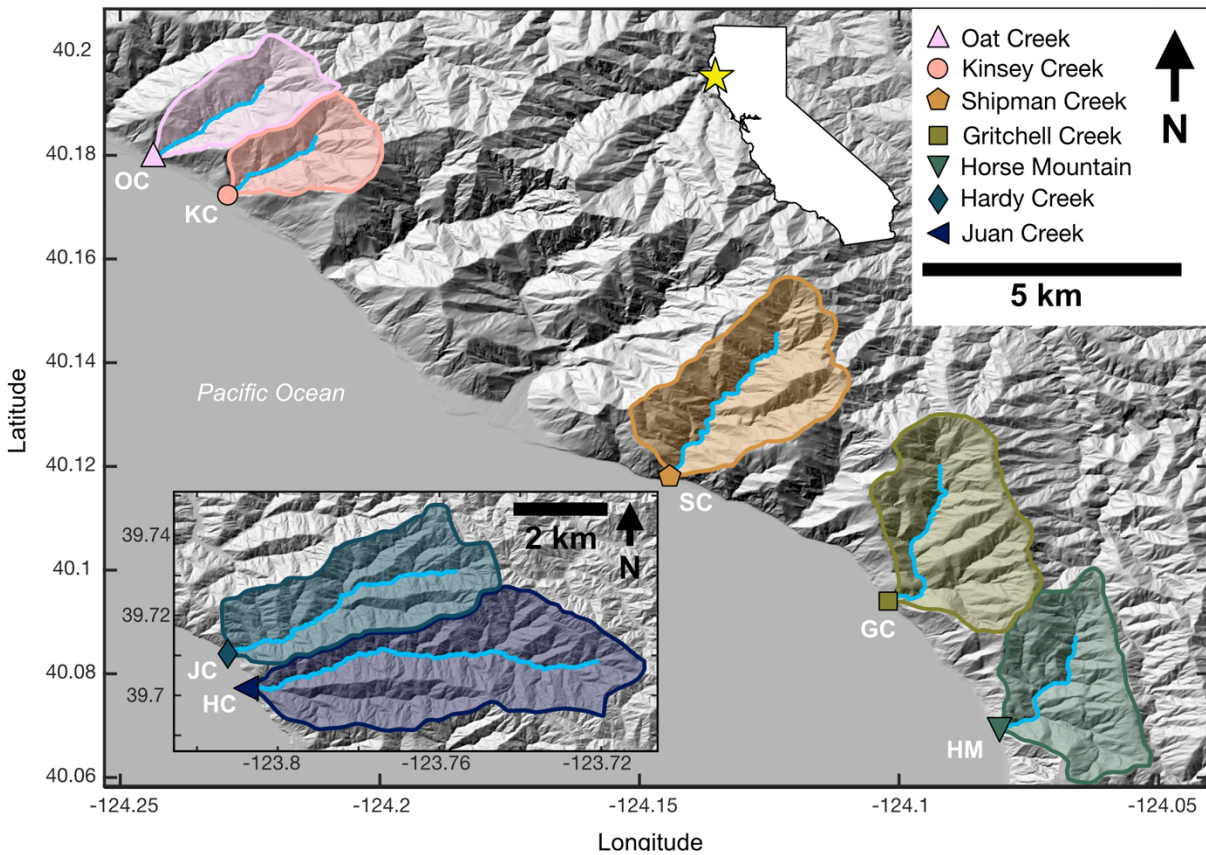 40.2
40.18
40.16
40.14
40.12
40.1
40.08
40.06
Latitude
OC
KC
Pacific Ocean
SC
GC
HM
Oat Creek
Kinsey Creek
Shipman Creek
Gritchell Creek
Horse Mountain
Hardy Creek
Juan Creek
N
5 km
39.74
39.72
39.7
2 km
N
JC
HC
-123.8
-123.76
-123.72
-124.25
-124.2
-124.15
-124.1
-124.05
Longitude